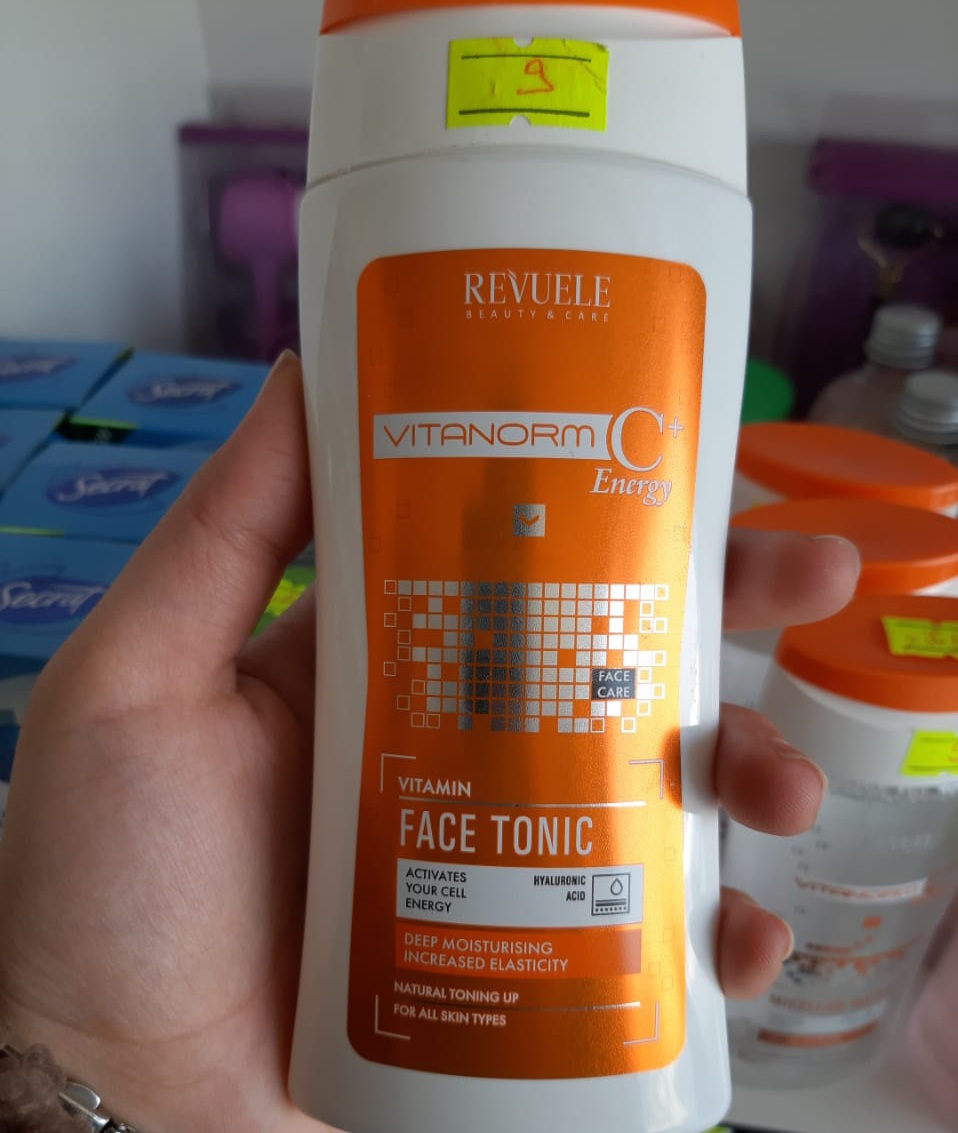 9
REVUELE
BEAUTY & CARE
VITANORM C+
Energy
FACE
CARE
VITAMIN
FACE TONIC
ACTIVATES
YOUR CELL
ENERGY
HYALURONIC
ACID
DEEP MOISTURISING
INCREASED ELASTICITY
NATURAL TONING UP
FOR ALL SKIN TYPES
Secret
Secret
Secret